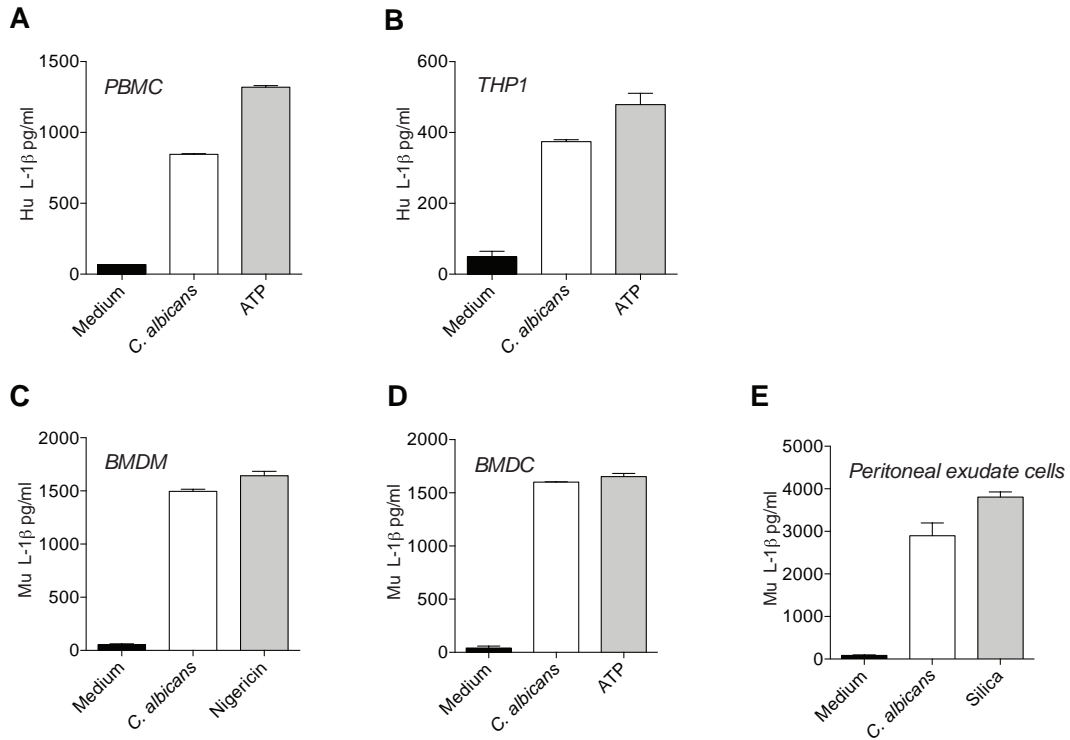 A
Hu L-1β pg/ml
1500
1000
500
0
PBMC
Medium
C. albicans
ATP
B
Hu L-1β pg/ml
600
400
200
0
THP1
Medium
C. albicans
ATP
C
Mu L-1β pg/ml
2000
1500
1000
500
0
BMDM
Medium
C. albicans
Nigericin
D
Mu L-1β pg/ml
2000
1500
1000
500
0
BMDC
Medium
C. albicans
ATP
E
Mu L-1β pg/ml
5000
4000
3000
2000
1000
0
Peritoneal exudate cells
Medium
C. albicans
Silica